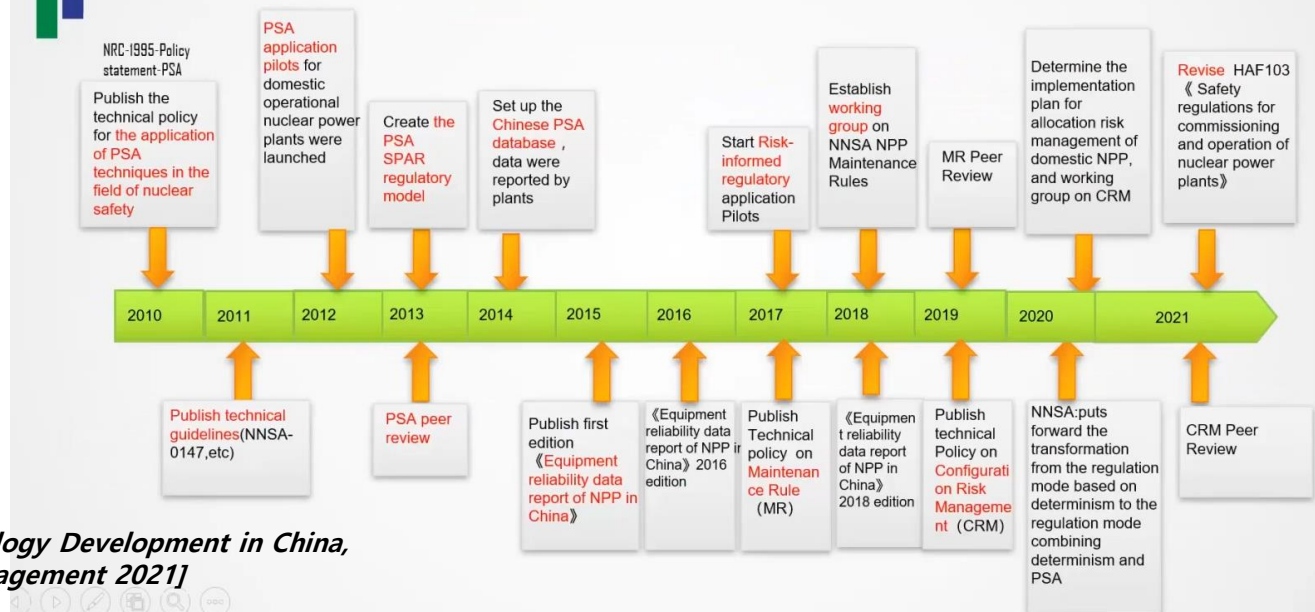 NRC-1995-Policy
statement-PSA
Publish the
technical policy
for the application
of PSA
techniques in the
field of nuclear
safety
PSA
application
pilots for
domestic
operational
nuclear power
plants were
launched
Create the
PSA
SPAR
regulatory
model
Set up the
Chinese PSA
database ,
data were
reported by
plants
Start Risk-
informed
regulatory
application
Pilots
Establish
working
group on
NNSA NPP
Maintenance
Rules
MR Peer
Review
Determine the
implementation
plan for
allocation risk
management of
domestic NPP,
and working
group on CRM
Revise HAF103
《 Safety
regulations for
commissioning
and operation of
nuclear power
plants》
2010 2011 2012 2013 2014 2015 2016 2017 2018 2019 2020 2021
Publish technical
guidelines(NNSA-
0147,etc)
PSA peer
review
Publish first
edition
《Equipment
reliability data
report of NPP in
China》
《Equipment
reliability data
report of NPP in
China》 2016
edition
Publish
Technical
policy on
Maintenan
ce Rule
(MR)
《Equipmen
t reliability
data report
of NPP in
China》
2018 edition
Publish
technical
Policy on
Configurati
on Risk
Manageme
nt (CRM)
NNSA:puts
forward the
transformation
from the regulation
mode based on
determinism to the
regulation mode
combining
determinism and
PSA
CRM Peer
Review
logy Development in China,
agement 2021]